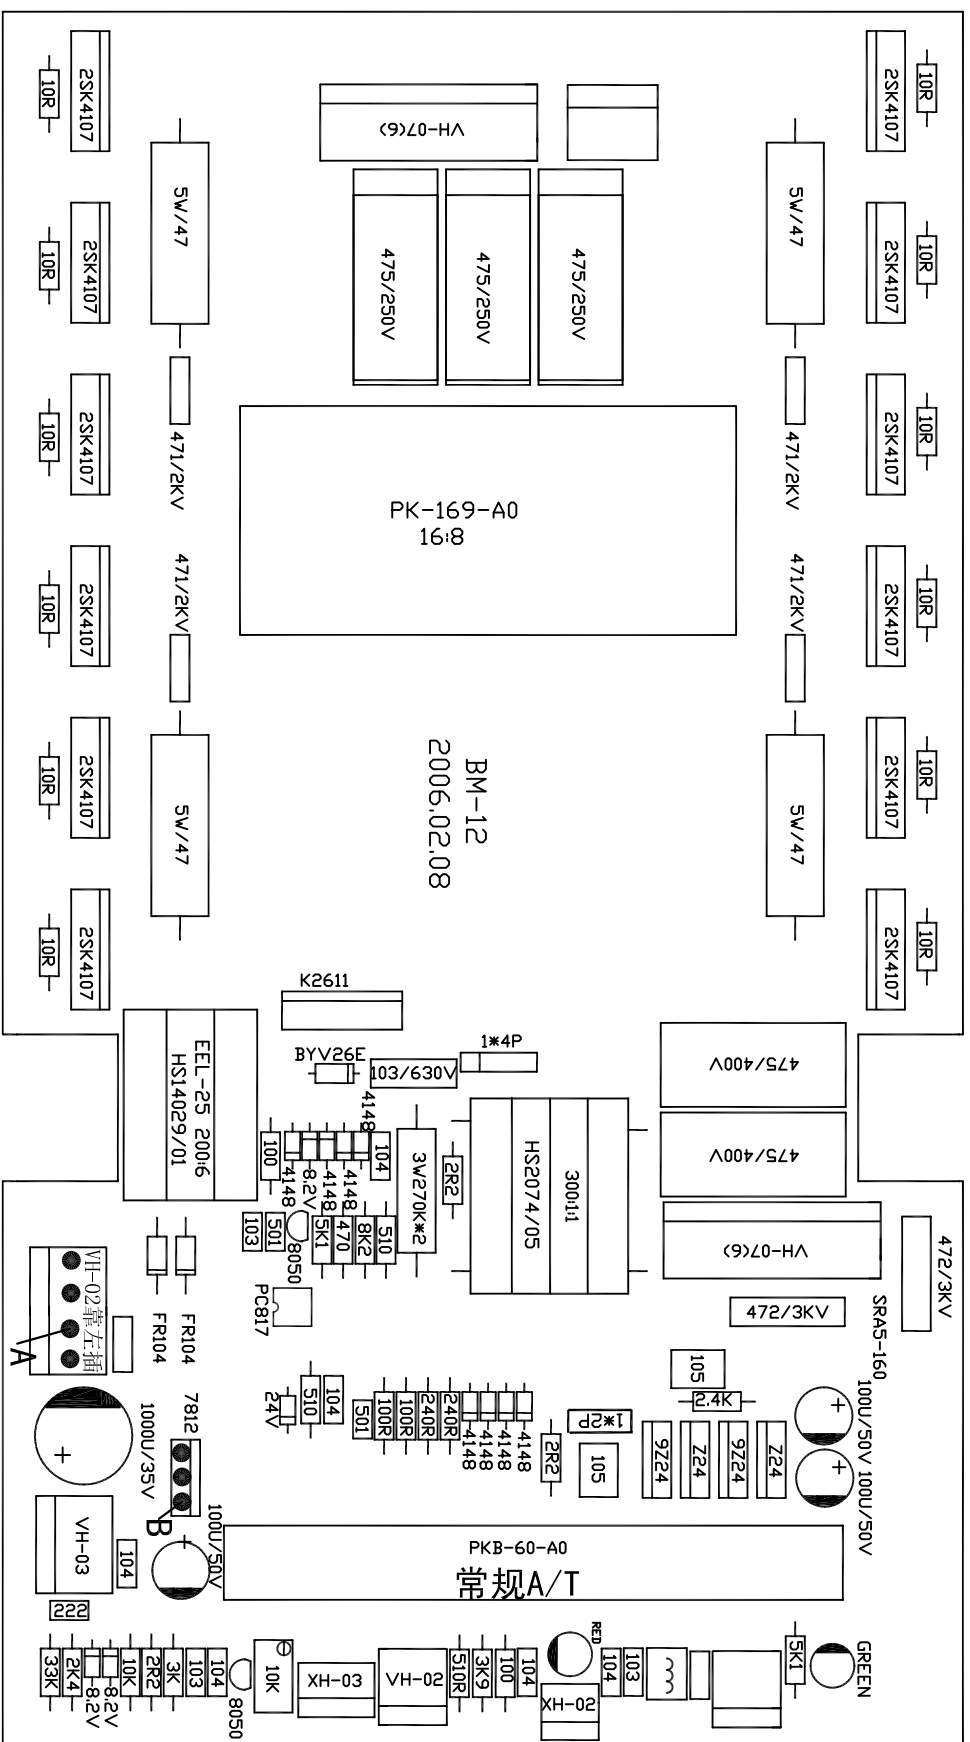 10R
2SK4107
2SK4107
10R
VH-07(6)
5W/47
5W/47
475/250V
475/250V
475/250V
10R
2SK4107
2SK4107
10R
10R
2SK4107
471/2KV
471/2KV
2SK4107
10R
PK-169-A0
16:8
10R
2SK4107
471/2KV
471/2KV
2SK4107
10R
10R
2SK4107
5W/47
BM-12
2006.02.08
5W/47
2SK4107
10R
10R
2SK4107
2SK4107
10R
K2611
1*4P
BYV26E
103/630V
475/400V
475/400V
EEL-25 200:6
HS14029/01
4148
100
4148
8.2V
4148
4148
104
3W270K*2
2R2
HS2074/05
300:1:1
VH-07(6)
472/3KV
472/3KV
SRA5-160
103
501
8050
5K1
470
8K2
510
PC817
FR104
FR104
VH-02靠左插
A
1000U/35V
7812
B
100U/50V
24V
510
104
501
100R
100R
240R
240R
4148
4148
4148
4148
2R2
1*2P
105
105
2.4K
9Z24
Z24
9Z24
Z24
100U/50V
100U/50V
VH-03
104
222
PKB-60-A0
常规A/T
33K
2K4
8.2V
8.2V
10K
2R2
3K
103
104
8050
10K
XH-03
VH-02
510R
3K9
100
104
RED
XH-02
104
103
5K1
GREEN